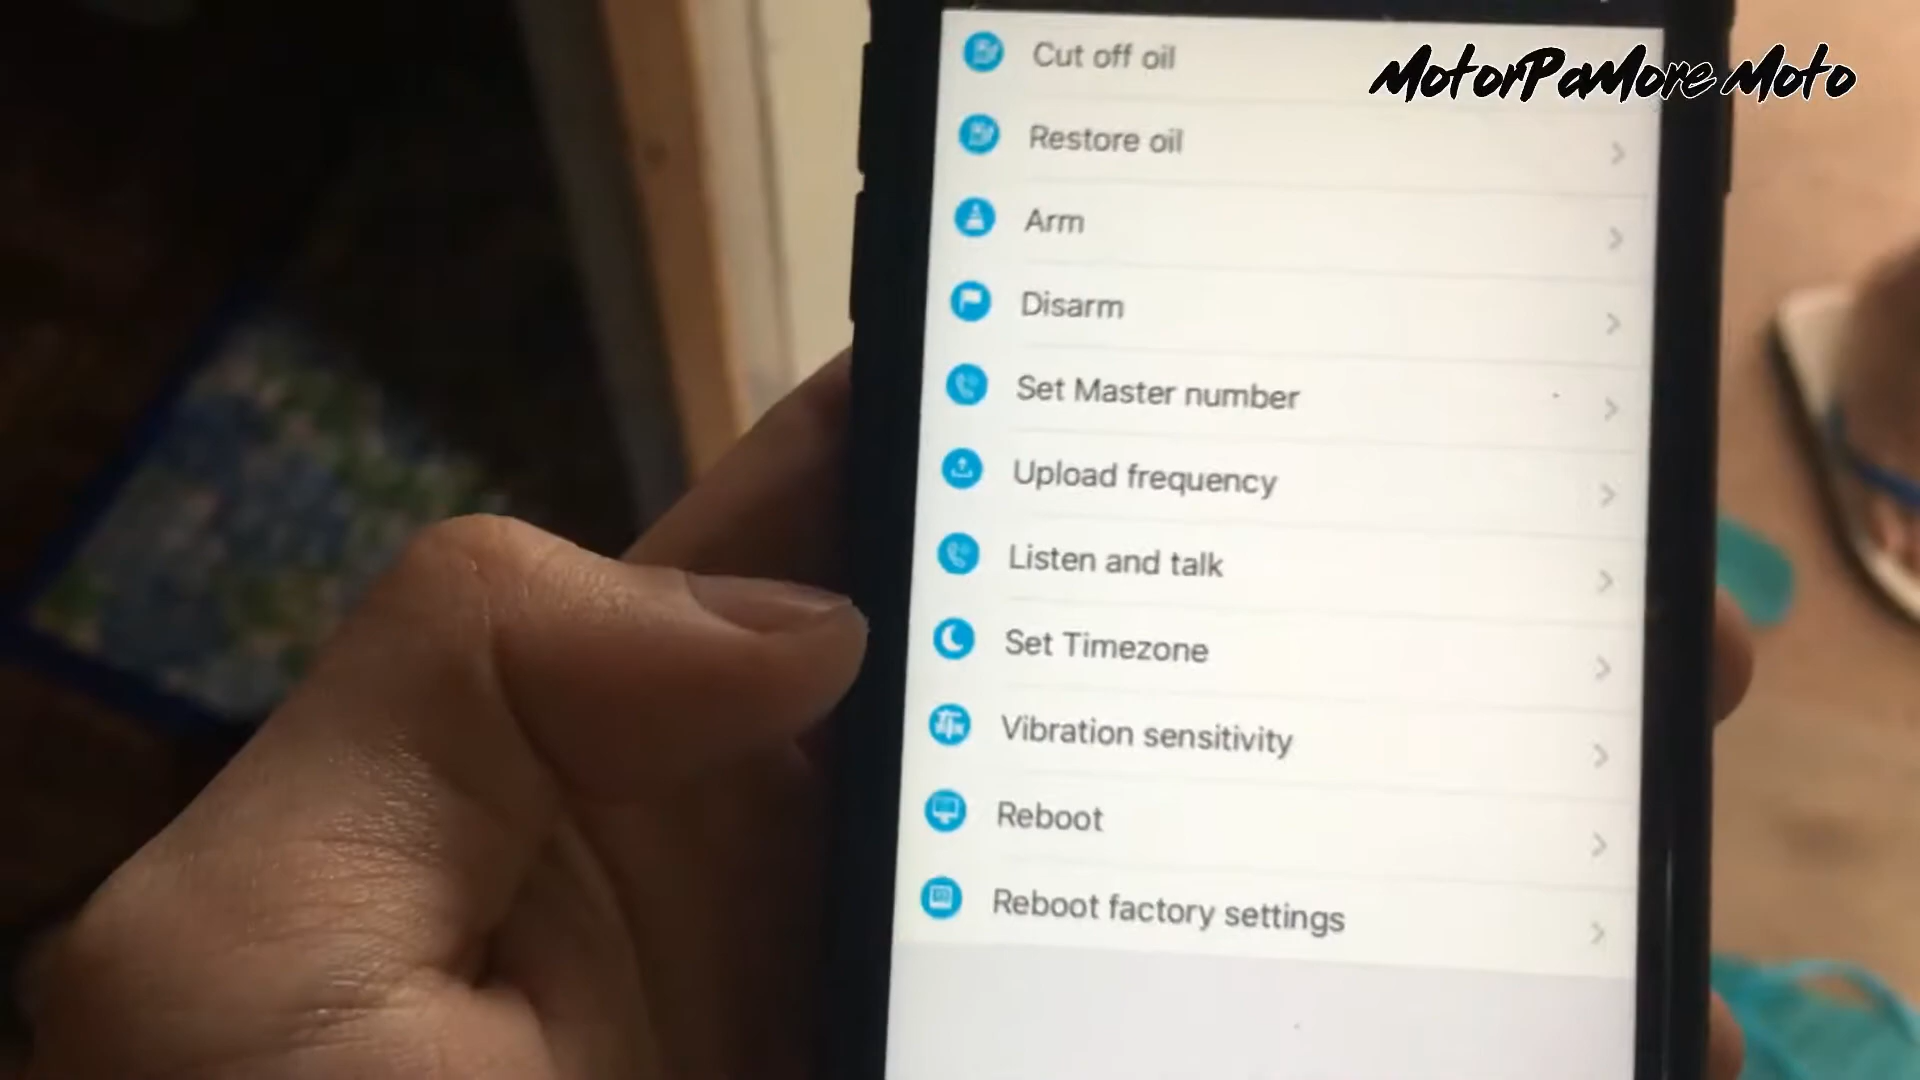 MotorPaMore Moto
Cut off oil
Restore oil
Arm
Disarm
Set Master number
Upload frequency
Listen and talk
Set Timezone
Vibration sensitivity
Reboot
Reboot factory settings